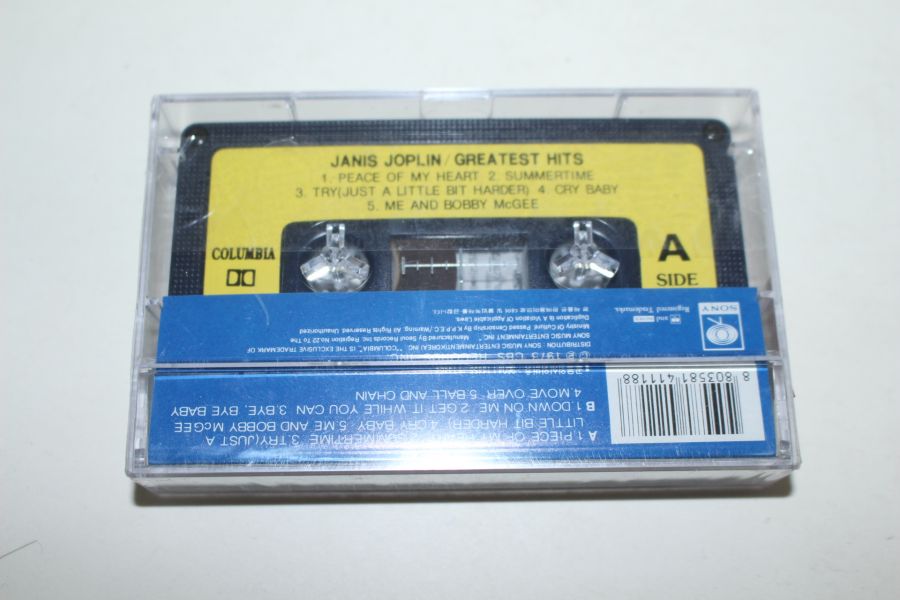 JANIS JOPLIN/GREATEST HITS
1. PEACE OF MY HEART 2. SUMMERTIME
3. TRY(JUST A LITTLE BIT HARDER) 4. CRY BABY
5. ME AND BOBBY McGEE
COLUMBIA
A
SIDE
A 1.PIECE OF MY HEART 2.SUMMERTIME 3.TRY(JUST A
LITTLE BIT HARDER) 4.CRY BABY 5.ME AND BOBBY McGEE
B 1.DOWN ON ME 2.GET IT WHILE YOU CAN 3.BYE, BYE BABY
4.MOVE OVER 5.BALL AND CHAIN
8 803581 411188
1973 CBS
DISTRIBUTION SONY MUSIC ENTERTAINMENT(KOREA) INC. "COLUMBIA" IS THE EXCLUSIVE TRADEMARK OF
SONY MUSIC ENTERTAINMENT INC. Manufactured By Seoul Records Regration No.22 To The
Ministry Of Culture Passed Censorship By K.P.P.E.C./Warning. All Rights Reserved. Unauthorized
Duplication Is A Vioration Of Applicable Laws.
SONY
and
Registered Trademarks.